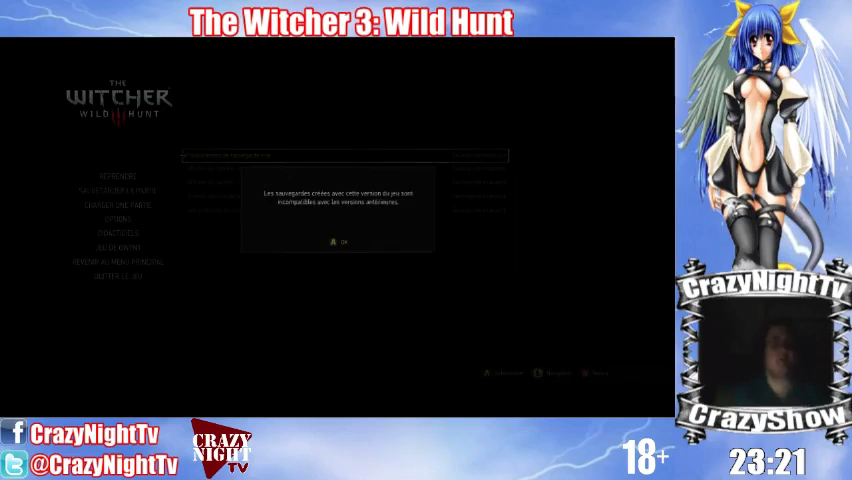 The Witcher 3: Wild Hunt
THE
WITCHER
WILD HUNT
REPRENDRE
SAUVEGARDER LA PARTIE
CHARGER UNE PARTIE
OPTIONS
JEU DE GWYNT
REVENIR AU MENU PRINCIPAL
QUITTER LE JEU
Les sauvegardes créées avec cette version du jeu sont
incompatibles avec les versions antérieures.
A OK
CrazyNightTv
CrazyShow
f CrazyNightTv
@CrazyNightTv
CRAZY
NIGHT
TV
18+
23:21